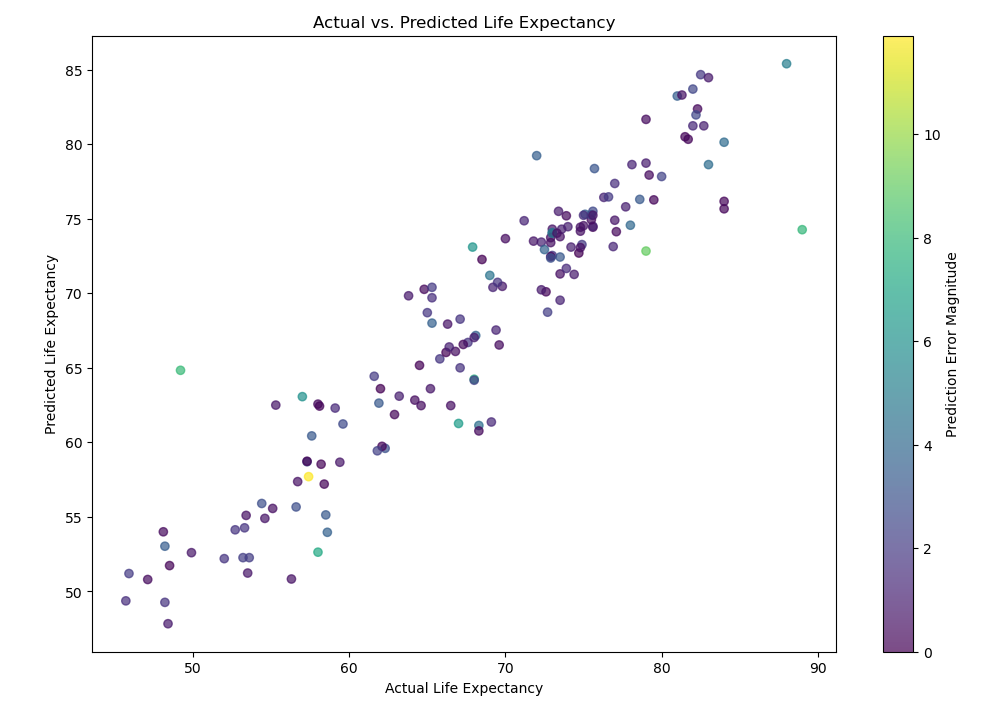 Actual vs. Predicted Life Expectancy
Predicted Life Expectancy
85
80
75
70
65
60
55
50
50 60 70 80 90
Actual Life Expectancy
10
8
6
4
2
0
Prediction Error Magnitude